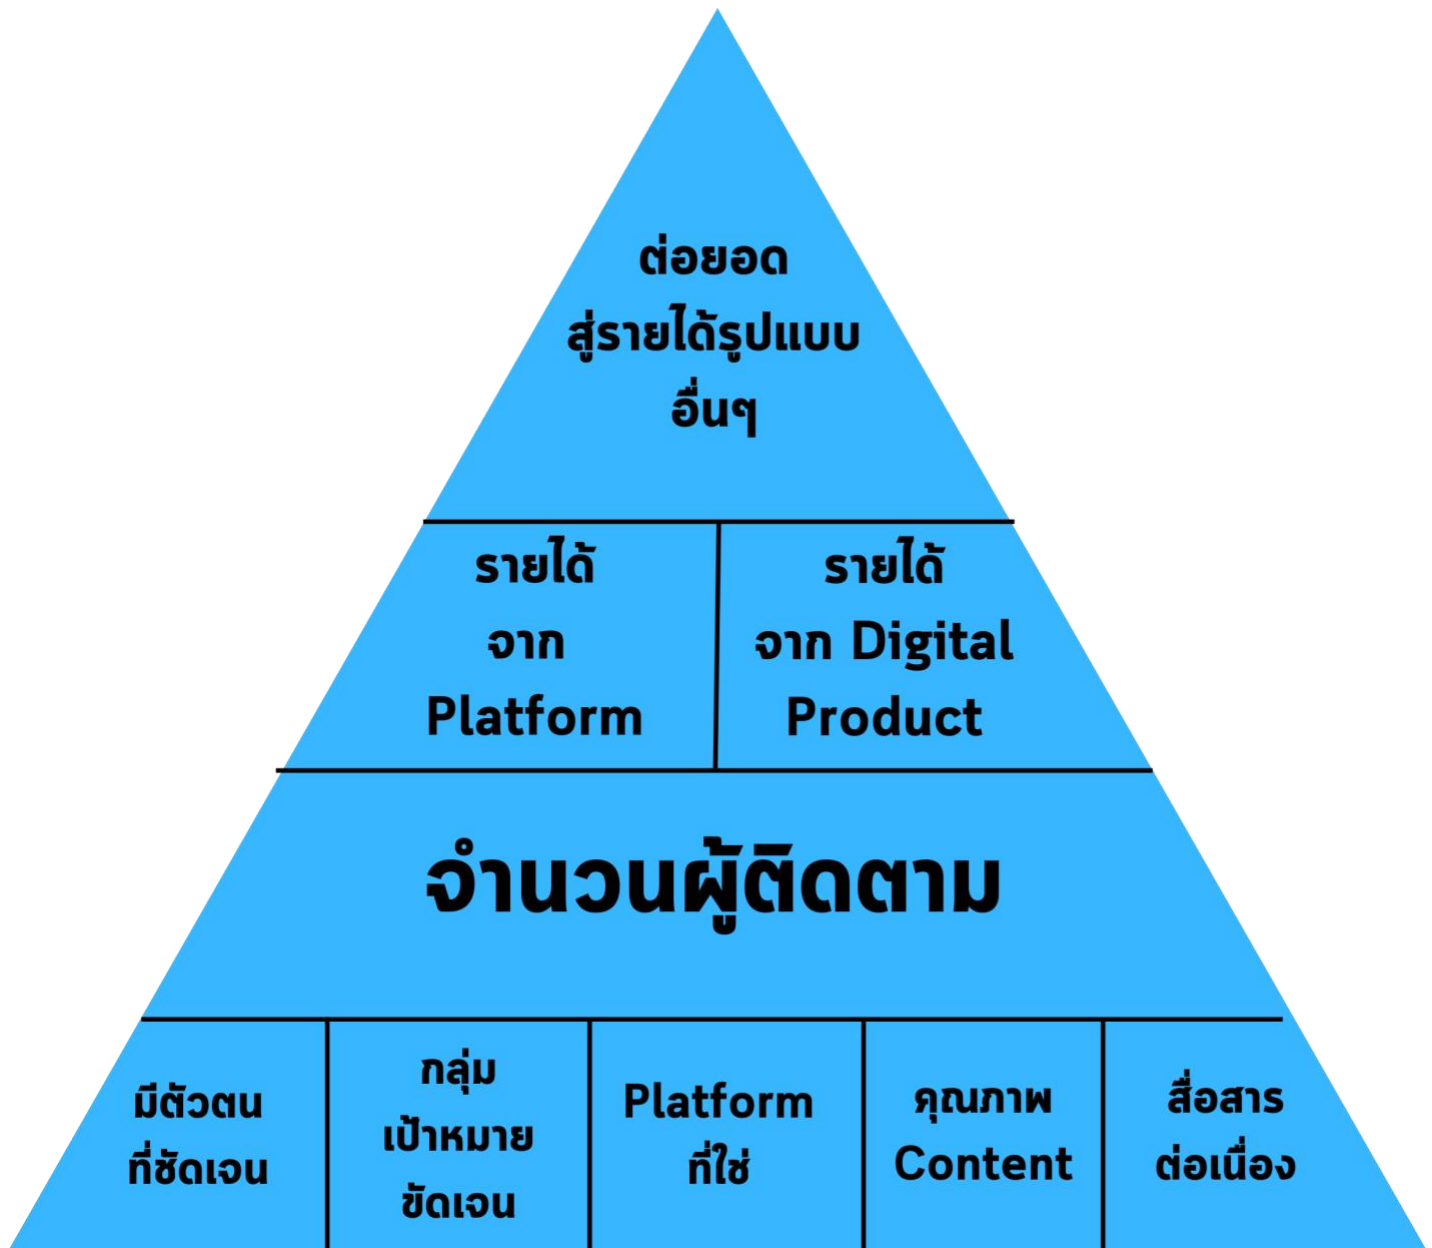 ต่อยอด
สู่รายได้รูปแบบ
อื่นๆ
รายได้
จาก
Platform
รายได้
จาก Digital
Product
จำนวนผู้ติดตาม
มีตัวตน
ที่ชัดเจน
กลุ่ม
เป้าหมาย
ขัดเจน
Platform
ที่ใช่
คุณภาพ
Content
สื่อสาร
ต่อเนื่อง